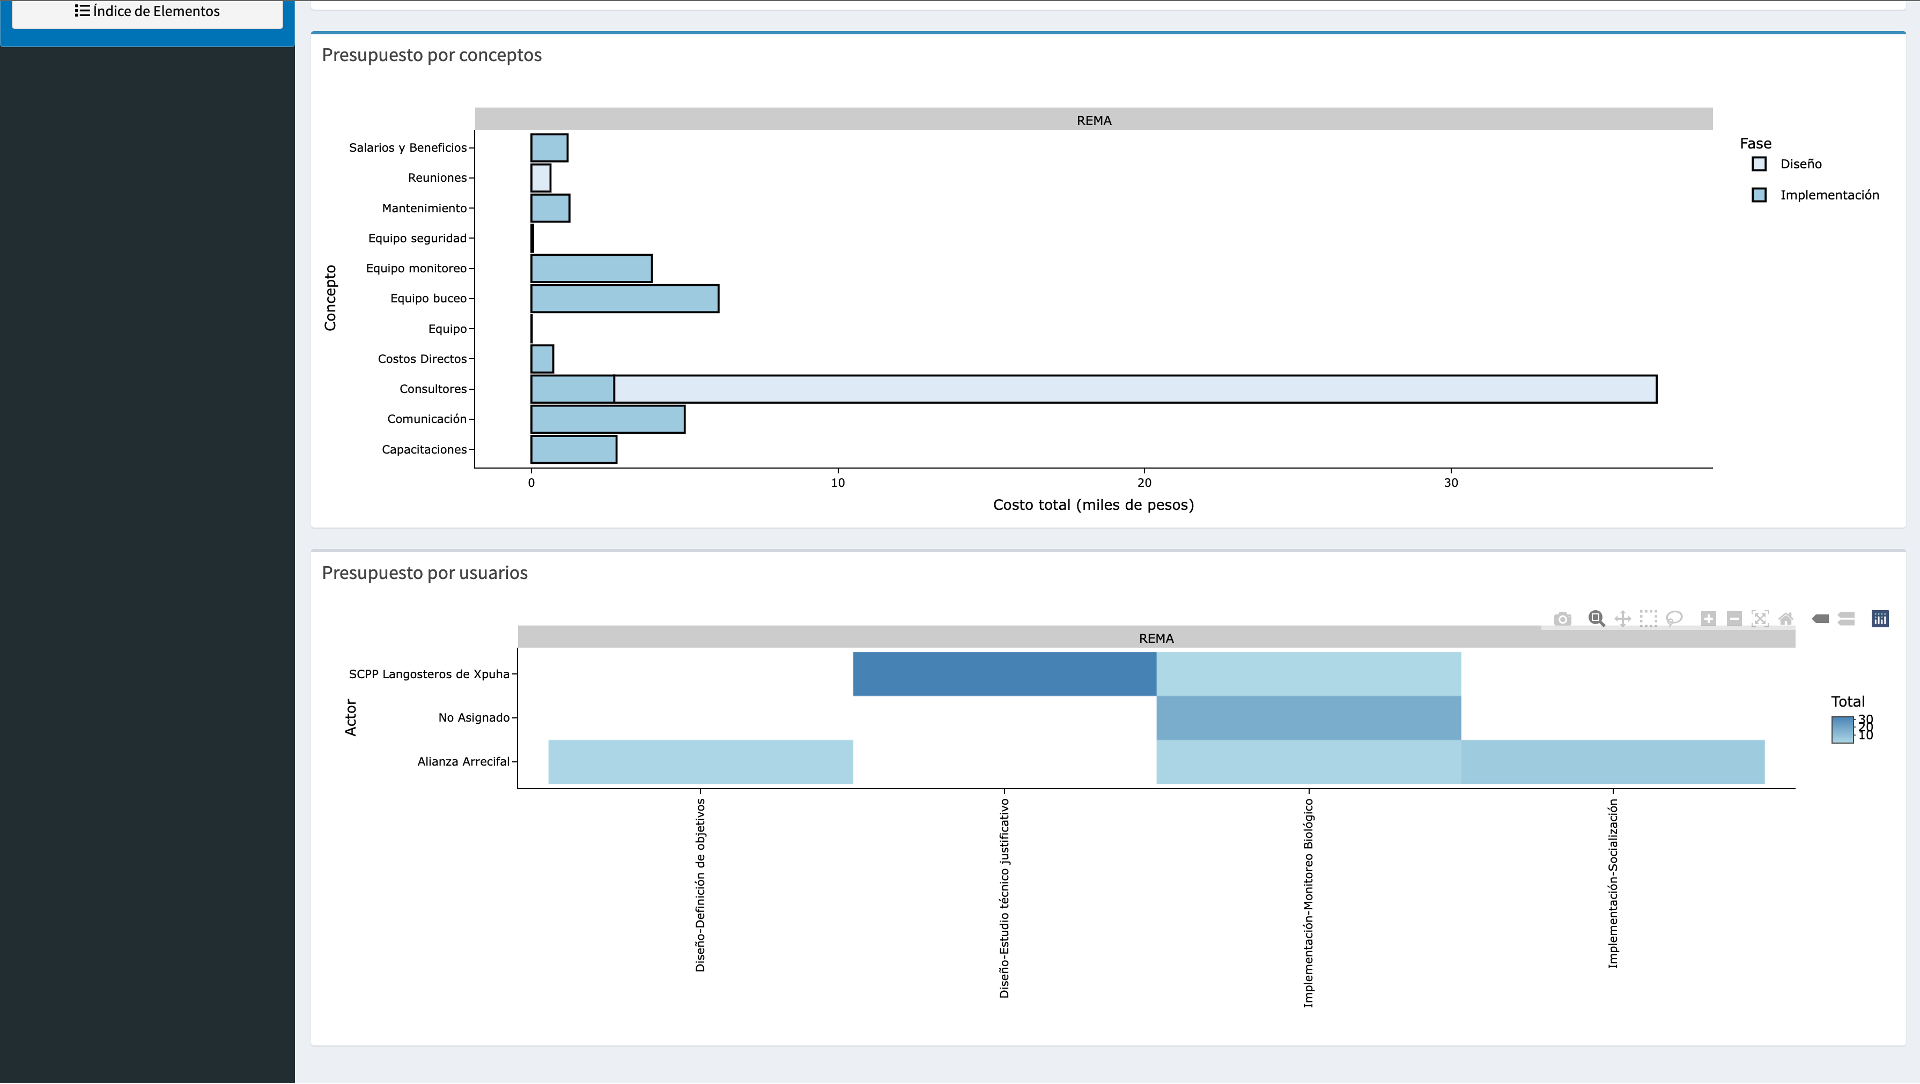 Índice de Elementos
Presupuesto por conceptos
REMA
Salarios y Beneficios
Reuniones
Mantenimiento
Equipo seguridad
Equipo monitoreo
Equipo buceo
Equipo
Costos Directos
Consultores
Comunicación
Capacitaciones
Concepto
0 10 20 30
Costo total (miles de pesos)
Fase
Diseño
Implementación
Presupuesto por usuarios
REMA
SCPP Langosteros de Xpuha
No Asignado
Alianza Arrecifal
Actor
Diseño-Definición de objetivos
Diseño-Estudio técnico justificativo
Implementación-Monitoreo Biológico
Implementación-Socialización
Total
30
20
10